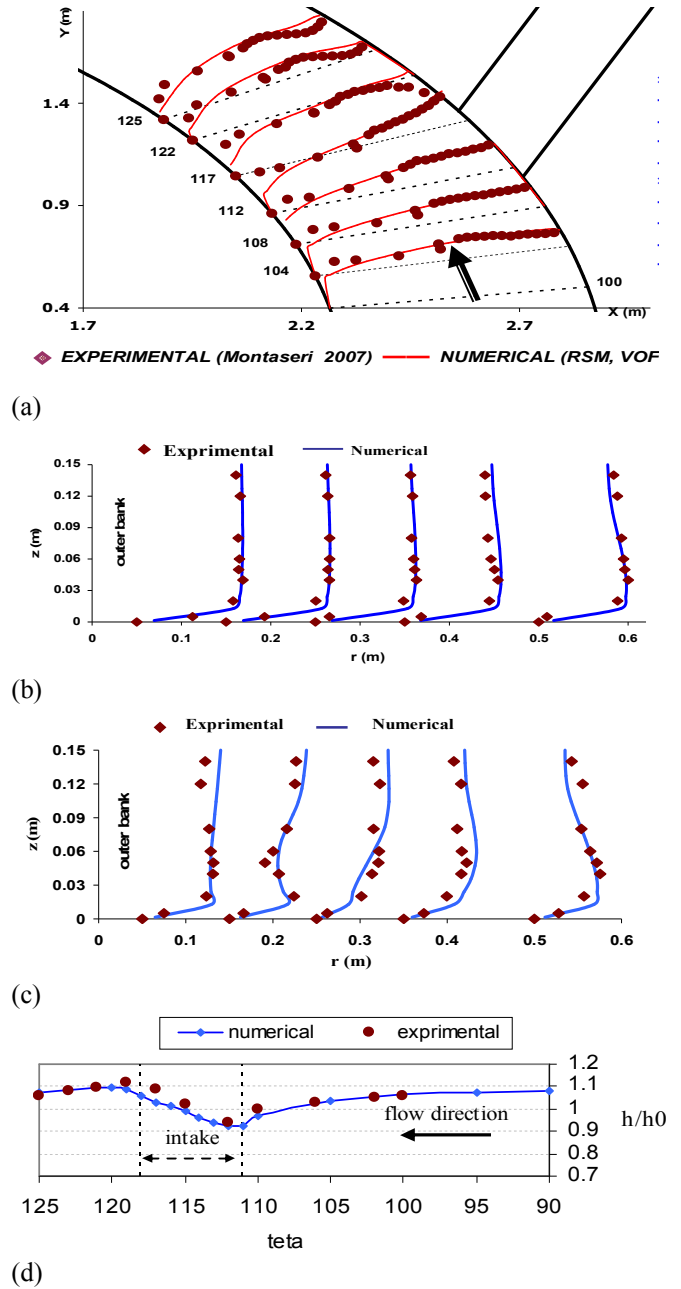 Y (m)
1.4
0.9
0.4
125
122
117
112
108
104
100
X (m)
1.7 2.2 2.7
EXPERIMENTAL (Montaseri 2007) NUMERICAL (RSM, VOF
(a)
Exprimental Numerical
0.15
0.12
0.09
0.06
0.03
0
z (m)
outer bank
0 0.1 0.2 0.3 0.4 0.5 0.6
r (m)
(b)
Exprimental Numerical
0.15
0.12
0.09
0.06
0.03
0
z (m)
outer bank
0 0.1 0.2 0.3 0.4 0.5 0.6
r (m)
(c)
numerical exprimental
1.2
1.1
1
0.9
0.8
0.7
h/h0
flow direction
intake
125 120 115 110 105 100 95 90
teta
(d)